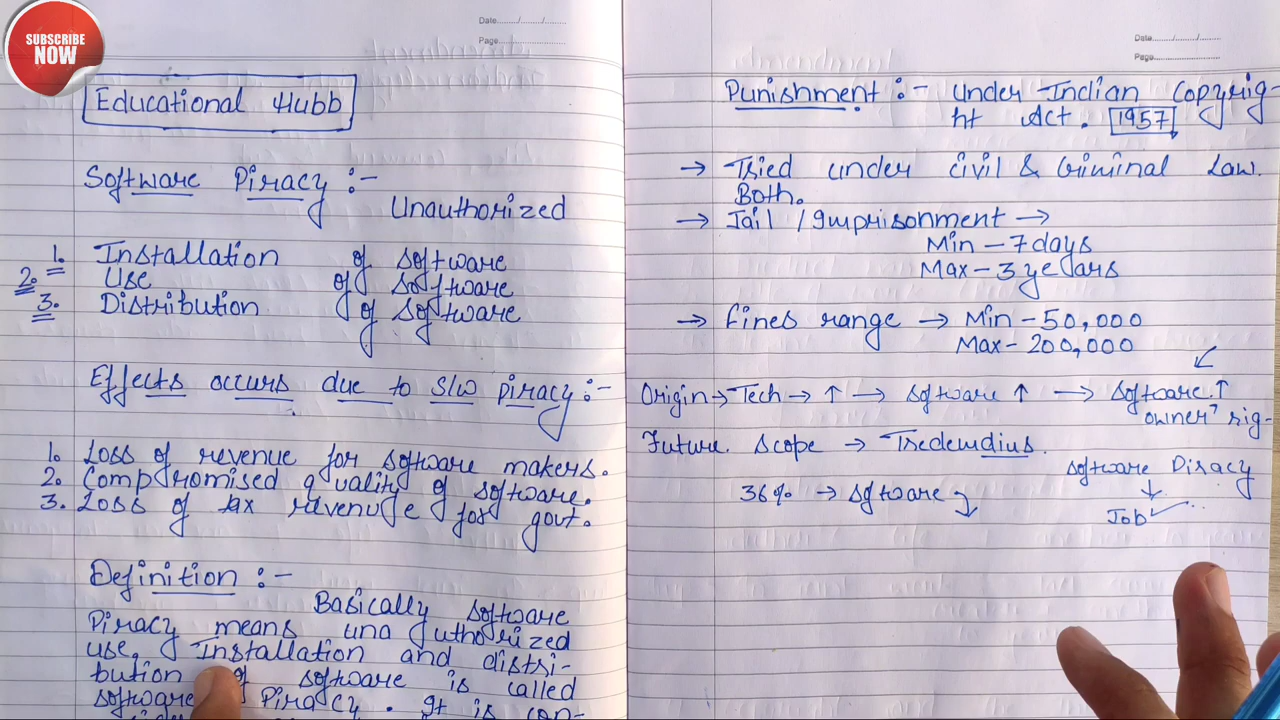 SUBSCRIBE
NOW
Date......./......./.......
Page..........................
Educational Hubb
Software Piracy :-
Unauthorized
1. Installation of software
2. Use of software
3. Distribution of software
Effects occurs due to S/W piracy :-
1. Loss of revenue for software makers.
2. Compromised quality of software.
3. Loss of tax revenue for govt.
Definition :-
Basically software
Piracy means unauthorized
use, Installation and distri-
bution of software is called
software Piracy. It is con-
Date......./......./.......
Page..........................
Punishment :- Under Indian Copyrig-
ht Act. 1957
→ Tried under civil & Criminal Law.
Both.
→ Jail / Imprisonment →
Min - 7 days
Max - 3 years
→ fines range → Min - 50,000
Max - 200,000
Origin → Tech → ↑ → software ↑ → software ↑
owner' rig-
Future Scope → Tredemdius.
software Piracy
36% → software
Job